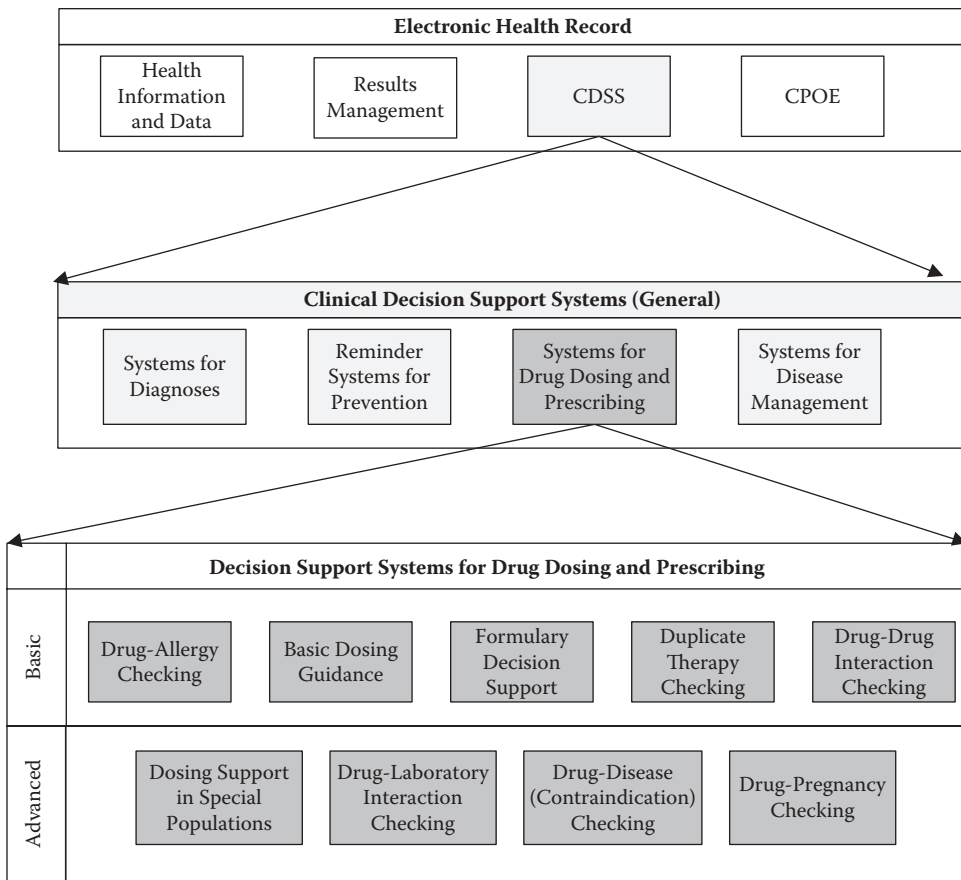 Electronic Health Record
Health
Information
and Data
Results
Management
CDSS
CPOE
Clinical Decision Support Systems (General)
Systems for
Diagnoses
Reminder
Systems for
Prevention
Systems for
Drug Dosing and
Prescribing
Systems for
Disease
Management
Decision Support Systems for Drug Dosing and Prescribing
Basic
Drug-Allergy
Checking
Basic Dosing
Guidance
Formulary
Decision
Support
Duplicate
Therapy
Checking
Drug-Drug
Interaction
Checking
Advanced
Dosing Support
in Special
Populations
Drug-Laboratory
Interaction
Checking
Drug-Disease
(Contraindication)
Checking
Drug-Pregnancy
Checking